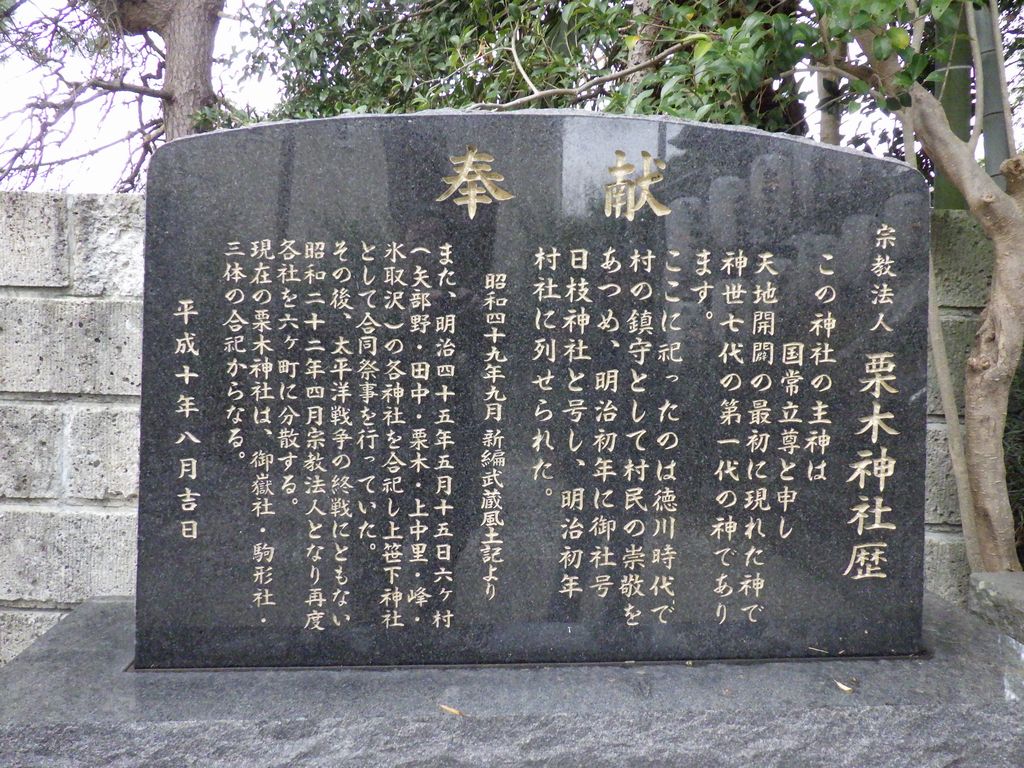 奉献
宗教法人 栗木神社歴
この神社の主神は
国常立尊と申し
天地開闢の最初に現れた神で
神世七代の第一代の神であり
ます。
ここに祀ったのは徳川時代で
村の鎮守として村民の崇敬を
あつめ、明治初年に御社号
日枝神社と号し、明治初年
村社に列せられた。
昭和四十九年九月 新編武蔵風土記より
また、明治四十五年五月十五日六ヶ村
（矢部野・田中・栗木・上中里・峰・
氷取沢）の各神社を合祀し上笹下神社
として合同祭事を行っていた。
その後、太平洋戦争の終戦にともない
昭和二十二年四月宗教法人となり再度
各社を六ヶ町に分散する。
現在の栗木神社は、御嶽社・駒形社・
三体の合祀からなる。
平成十年八月吉日